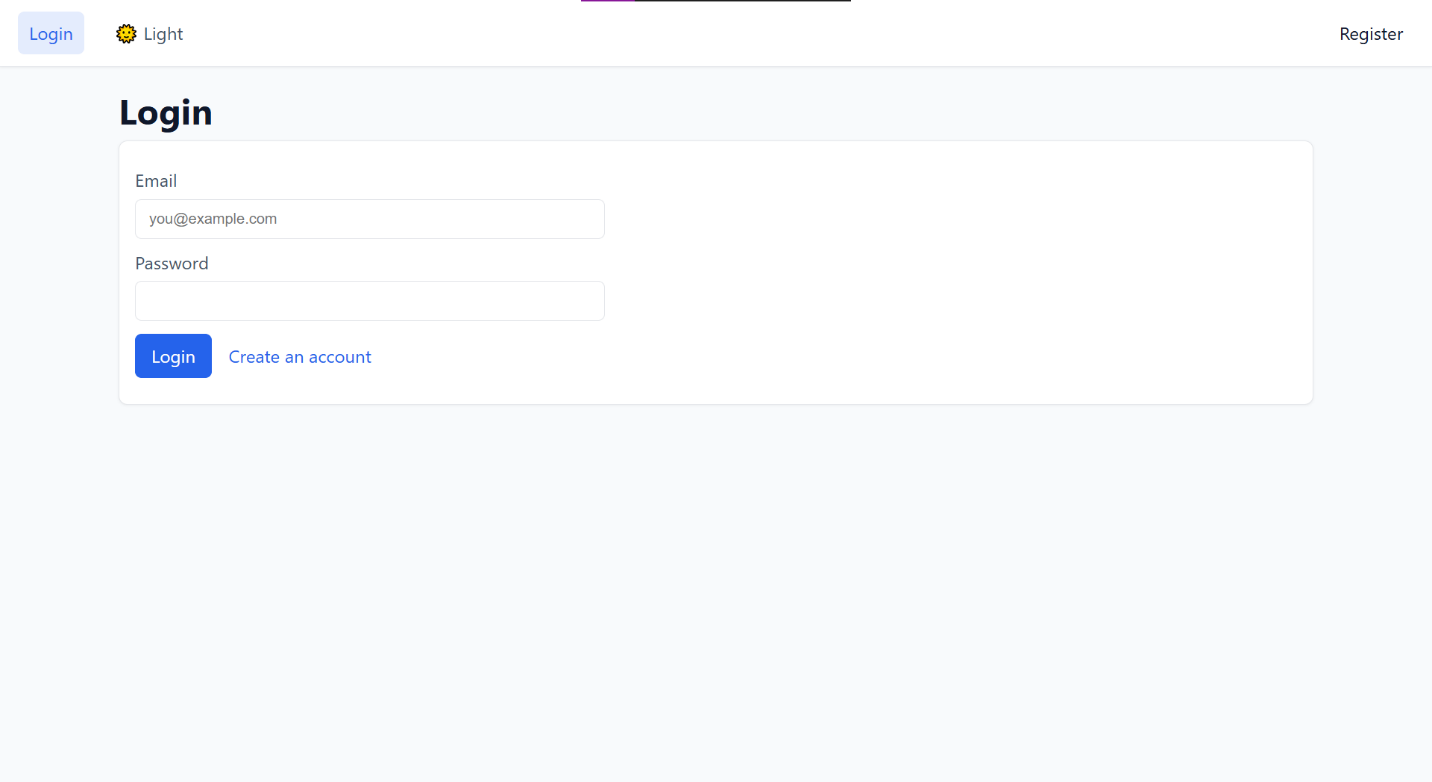 Login 🌞 Light Register
Login
Email
you@example.com
Password
Login Create an account